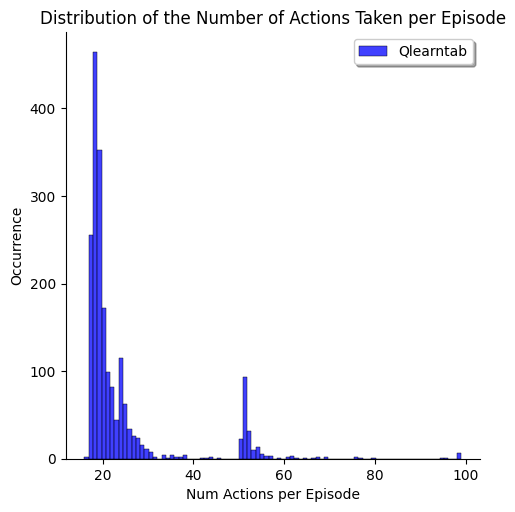 Distribution of the Number of Actions Taken per Episode
Qlearntab
Occurrence
400
300
200
100
0
20 40 60 80 100
Num Actions per Episode